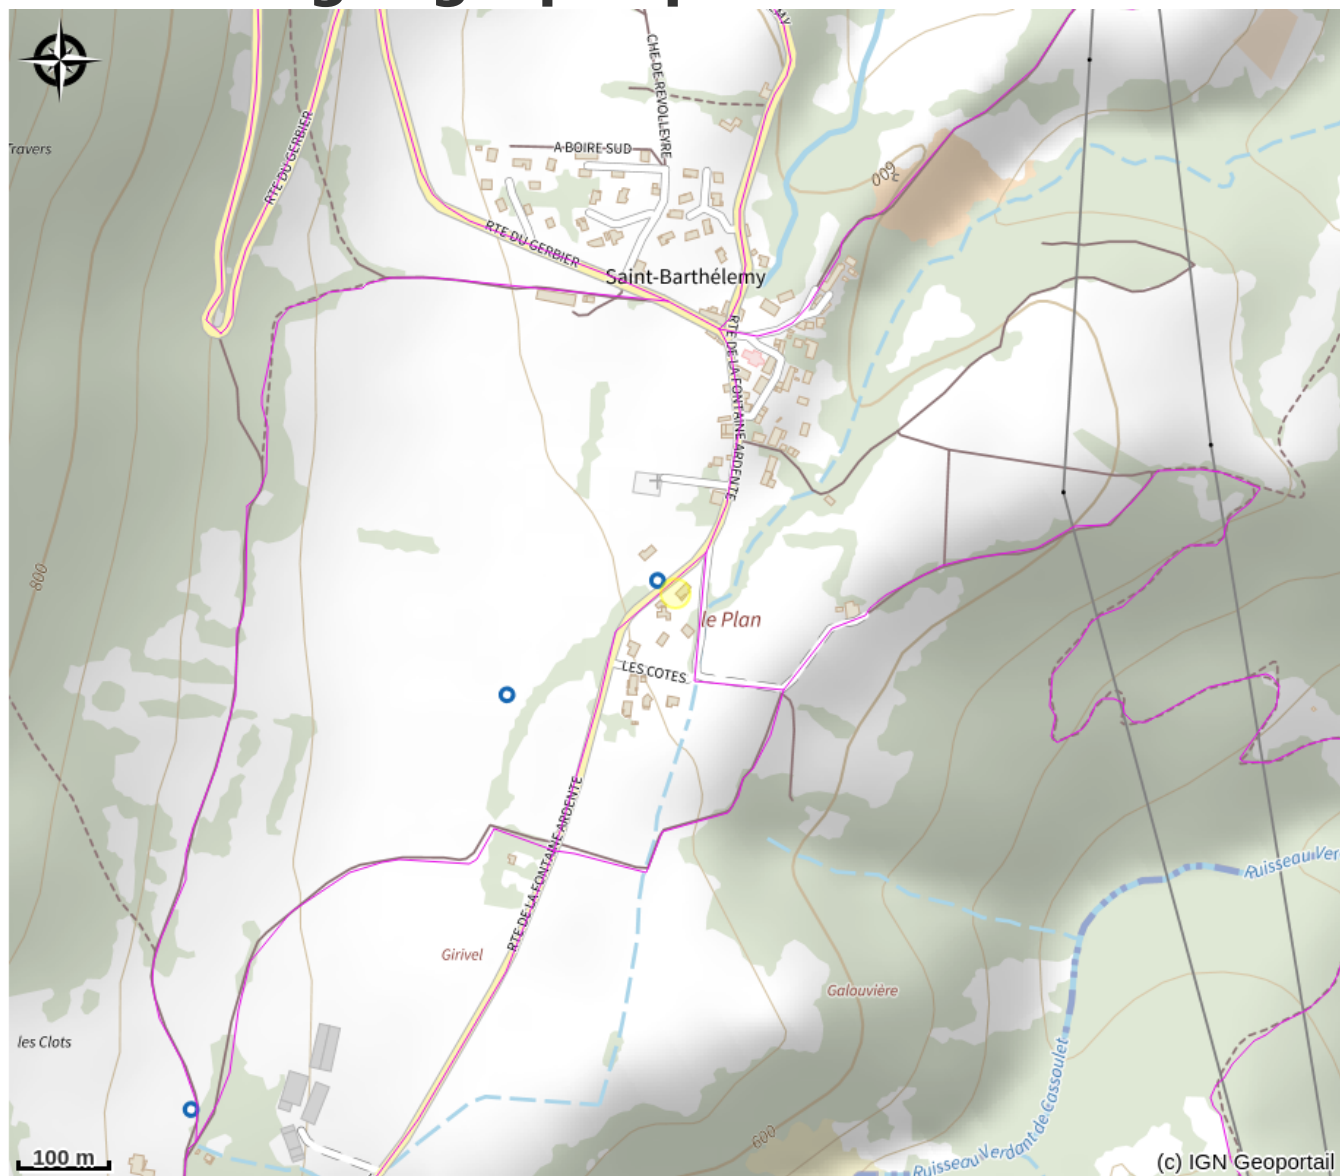 CHE-DE-REVOLLEYRE
Travers
RTE DU GERBIER
A BOIRE SUD
600
RTE DU GERBIER
Saint-Barthélemy
RTE DE LA FONTAINE ARDENTE
800
le Plan
LES COTES
RTE DE LA FONTAINE ARDENTE
Ruisseau Ver
Girivel
Galouvière
les Clots
Ruisseau Verdant de Cassoulet
600
100 m
(c) IGN Geoportail